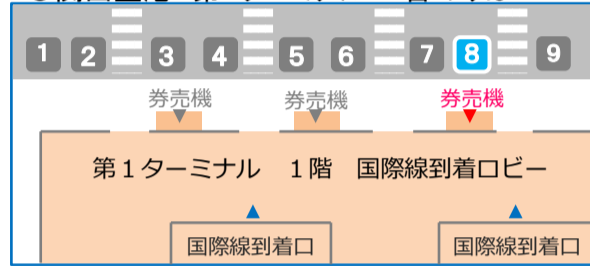 1 2 3 4 5 6 7 8 9
券売機 券売機 券売機
第1ターミナル 1階 国際線到着ロビー
国際線到着口 国際線到着口